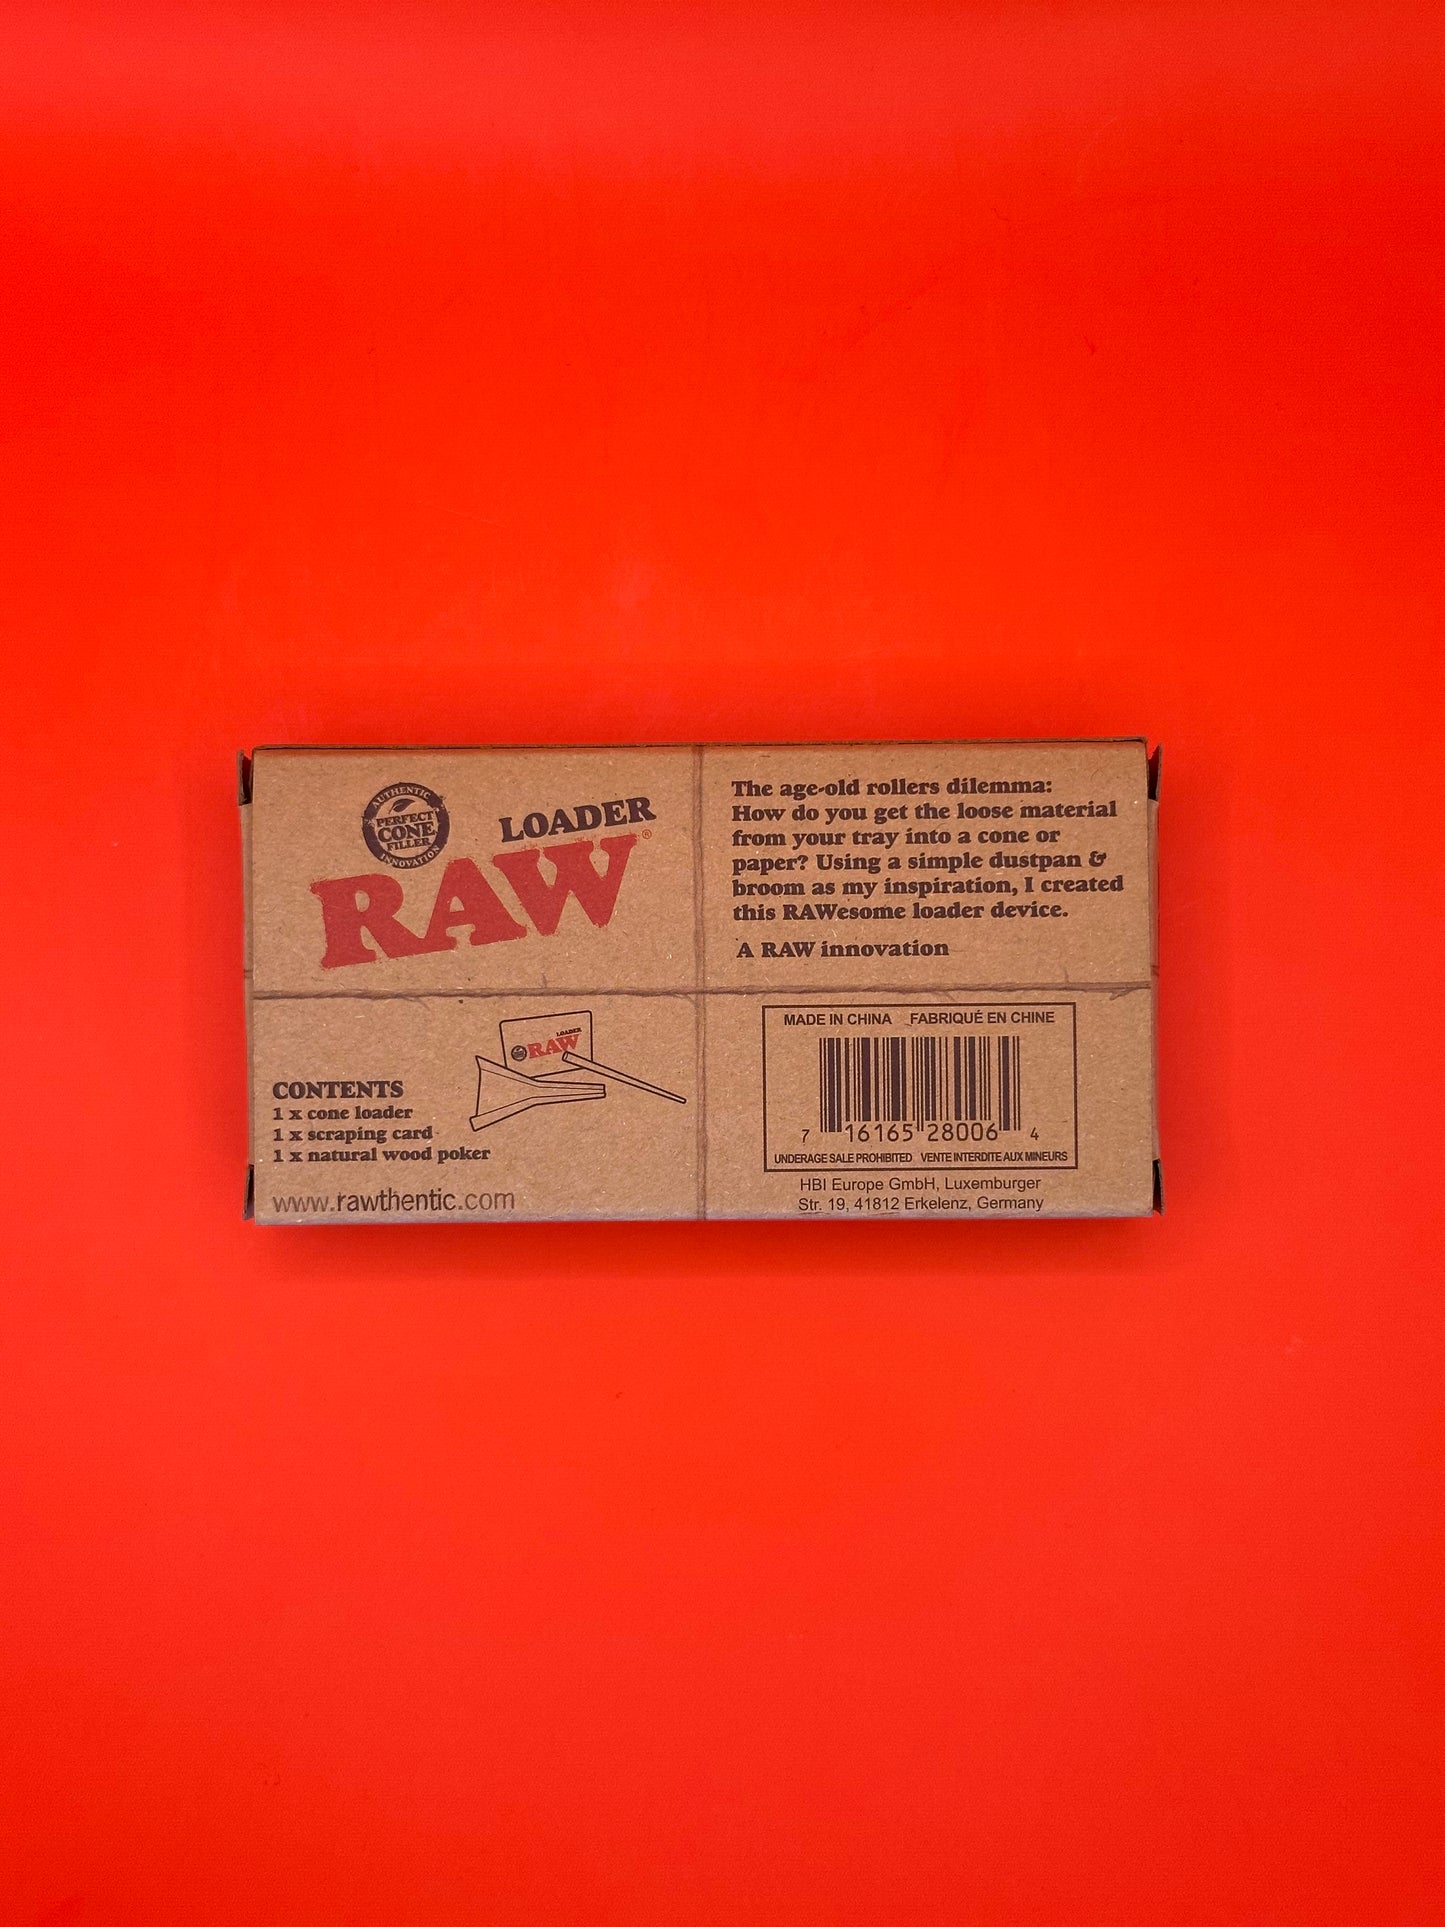 AUTHENTIC
PERFECT
CONE
FILLER
INNOVATION
LOADER
RAW®
The age-old rollers dilemma:
How do you get the loose material
from your tray into a cone or
paper? Using a simple dustpan &
broom as my inspiration, I created
this RAWesome loader device.
A RAW innovation
LOADER
RAW
CONTENTS
1 x cone loader
1 x scraping card
1 x natural wood poker
www.rawthentic.com
MADE IN CHINA FABRIQUÉ EN CHINE
7 16165 28006 4
UNDERAGE SALE PROHIBITED VENTE INTERDITE AUX MINEURS
HBI Europe GmbH, Luxemburger
Str. 19, 41812 Erkelenz, Germany